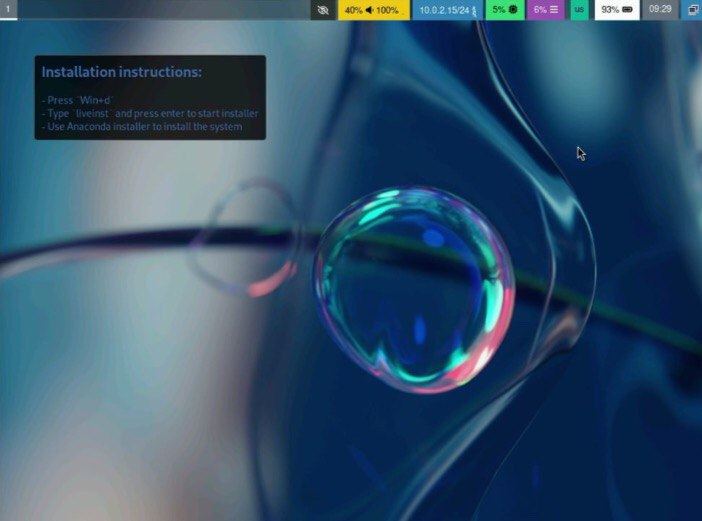 1
40% 100%
10.0.2.15/24
5%
6%
us
93%
09:29
Installation instructions:
- Press `Win+d`
- Type `liveinst` and press enter to start installer
- Use Anaconda installer to install the system